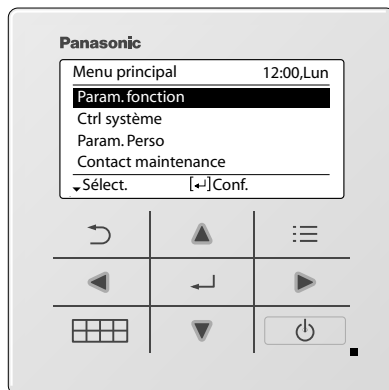 Panasonic
Menu principal 12:00,Lun
Param. fonction
Ctrl système
Param. Perso
Contact maintenance
Sélect. [↵]Conf.